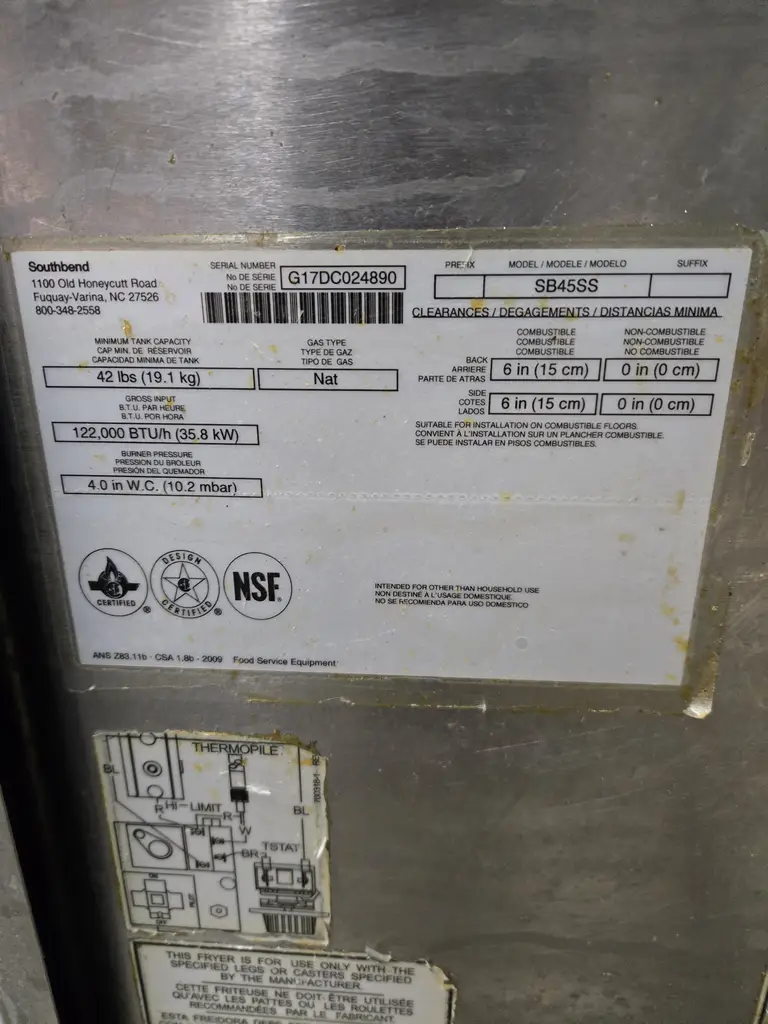 Southbend
1100 Old Honeycutt Road
Fuquay-Varina, NC 27526
800-348-2558
SERIAL NUMBER
No DE SÉRIE
No DE SERIE
G17DC024890
PREFIX
MODEL / MODELE / MODELO
SUFFIX
SB45SS
CLEARANCES / DEGAGEMENTS / DISTANCIAS MINIMA
MINIMUM TANK CAPACITY
CAP MIN. DE RÉSERVOIR
CAPACIDAD MINIMA DE TANK
42 lbs (19.1 kg)
GAS TYPE
TYPE DE GAZ
TIPO DE GAS
Nat
COMBUSTIBLE
COMBUSTIBLE
COMBUSTIBLE
NON-COMBUSTIBLE
NON-COMBUSTIBLE
NO COMBUSTIBLE
BACK
ARRIERE
PARTE DE ATRAS
6 in (15 cm)
0 in (0 cm)
SIDE
COTES
LADOS
6 in (15 cm)
0 in (0 cm)
GROSS INPUT
B.T.U. PAR HEURE
B.T.U. POR HORA
122,000 BTU/h (35.8 kW)
SUITABLE FOR INSTALLATION ON COMBUSTIBLE FLOORS.
CONVIENT À L'INSTALLATION SUR UN PLANCHER COMBUSTIBLE.
SE PUEDE INSTALAR EN PISOS COMBUSTIBLES.
BURNER PRESSURE
PRESSION DU BROLEUR
PRESIÓN DEL QUEMADOR
4.0 in W.C. (10.2 mbar)
CERTIFIED ®
DESIGN CERTIFIED ®
NSF®
INTENDED FOR OTHER THAN HOUSEHOLD USE
NON DESTINÉ À L'USAGE DOMESTIQUE.
NO SE RECOMIENDA PARA USO DOMESTICO
ANS Z83.11b · CSA 1.8b - 2009 Food Service Equipment
THERMOPILE
BL
R
HI-LIMIT
R
W
BL
BR
TSTAT
ON
PILOT
OFF
THIS FRYER IS FOR USE ONLY WITH THE
SPECIFIED LEGS OR CASTERS SPECIFIED
BY THE MANUFACTURER.
CETTE FRITEUSE NE DOIT ÊTRE UTILISÉE
QU'AVEC LES PATTES OU LES ROULETTES
RECOMMANDÉES PAR LE FABRICANT
ESTA FREIDORA DEBE